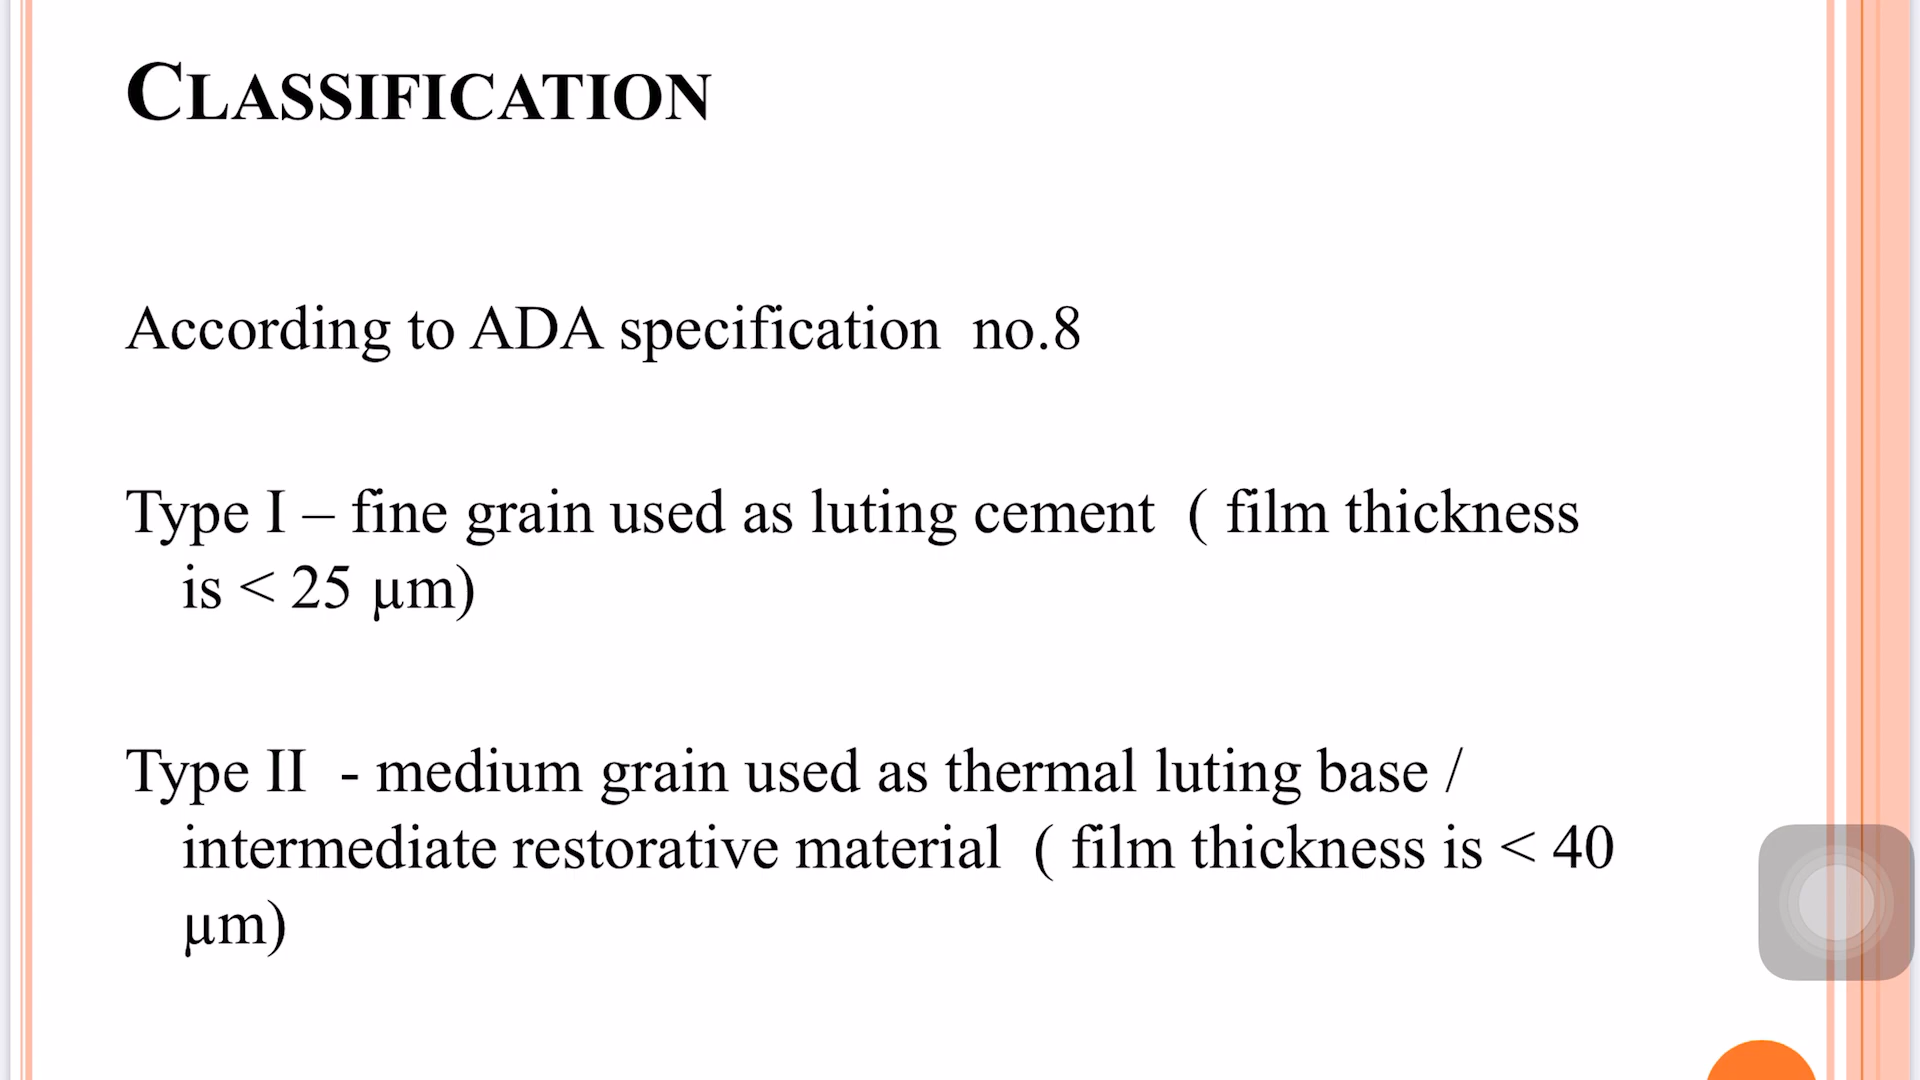 CLASSIFICATION
According to ADA specification no.8
Type I – fine grain used as luting cement ( film thickness
is < 25 µm)
Type II - medium grain used as thermal luting base /
intermediate restorative material ( film thickness is < 40
µm)